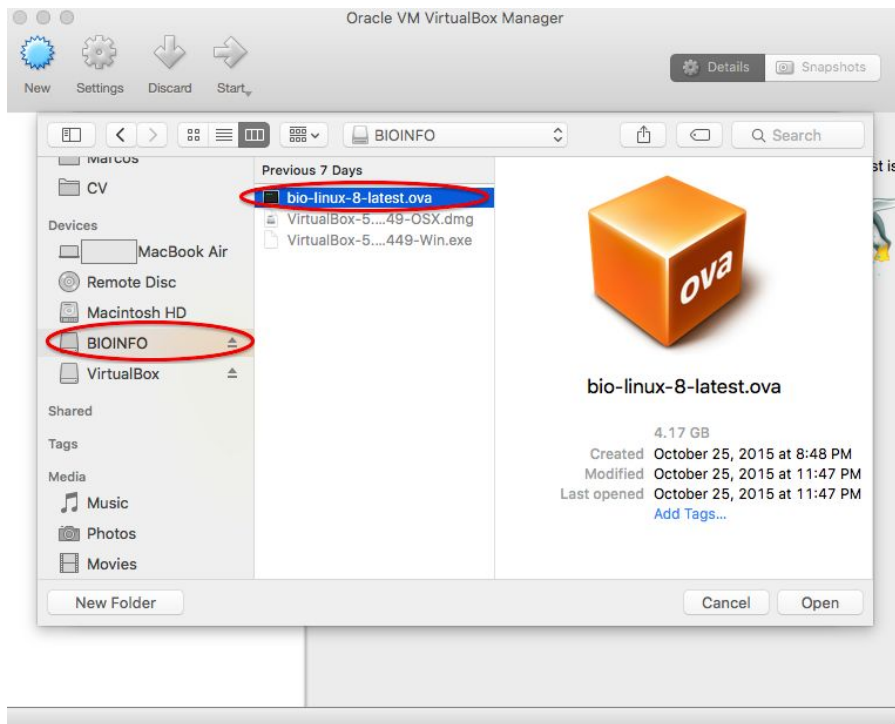 Oracle VM VirtualBox Manager
New Settings Discard Start
Details Snapshots
BIOINFO
Search
Marcos
CV
Devices
MacBook Air
Remote Disc
Macintosh HD
BIOINFO
VirtualBox
Shared
Tags
Media
Music
Photos
Movies
Previous 7 Days
bio-linux-8-latest.ova
VirtualBox-5....49-OSX.dmg
VirtualBox-5....449-Win.exe
ova
bio-linux-8-latest.ova
4.17 GB
Created October 25, 2015 at 8:48 PM
Modified October 25, 2015 at 11:47 PM
Last opened October 25, 2015 at 11:47 PM
Add Tags...
st is
New Folder
Cancel Open